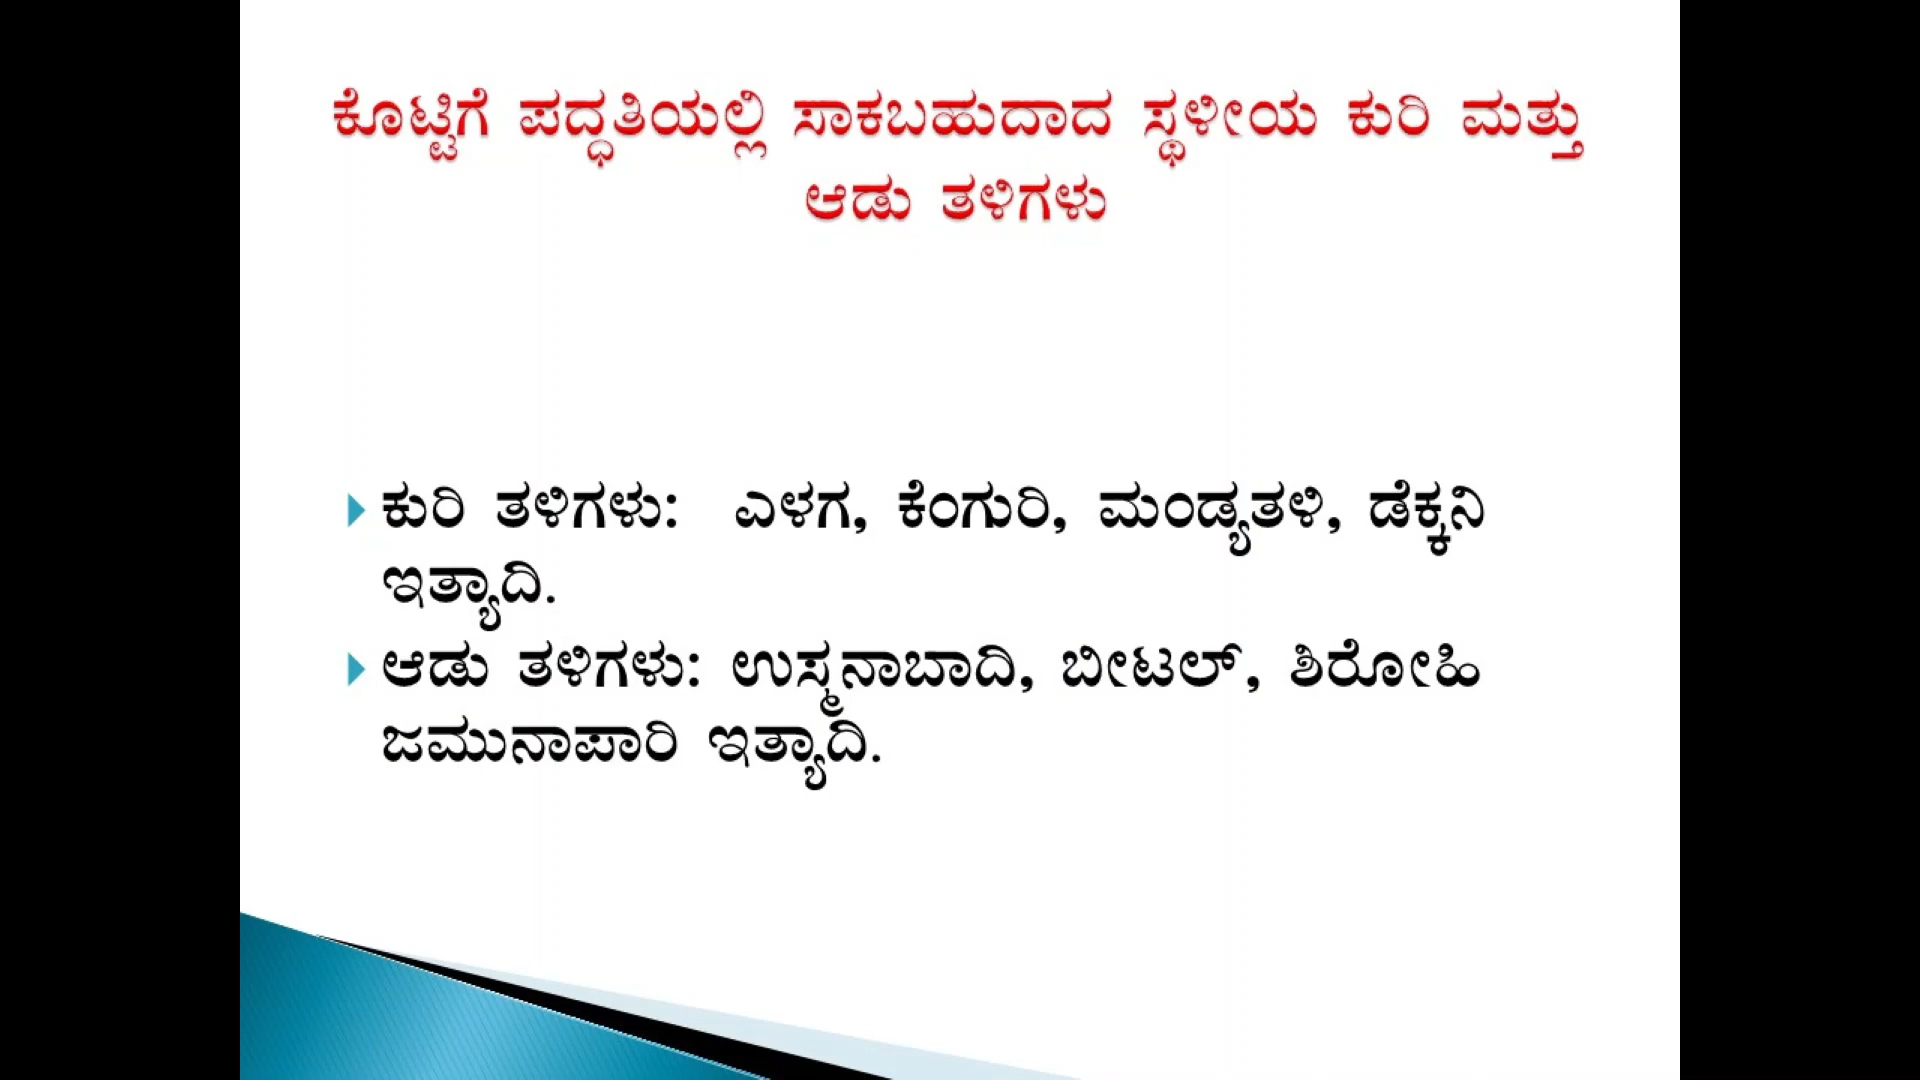 ಕೊಟ್ಟಿಗೆ ಪದ್ಧತಿಯಲ್ಲಿ ಸಾಕಬಹುದಾದ ಸ್ಥಳೀಯ ಕುರಿ ಮತ್ತು
ಆಡು ತಳಿಗಳು
ಕುರಿ ತಳಿಗಳು: ಎಳಗ, ಕೆಂಗುರಿ, ಮಂಡ್ಯತಳಿ, ಡೆಕ್ಕನಿ
ಇತ್ಯಾದಿ.
ಆಡು ತಳಿಗಳು: ಉಸ್ಮನಾಬಾದಿ, ಬೀಟಲ್, ಶಿರೋಹಿ
ಜಮುನಾಪಾರಿ ಇತ್ಯಾದಿ.